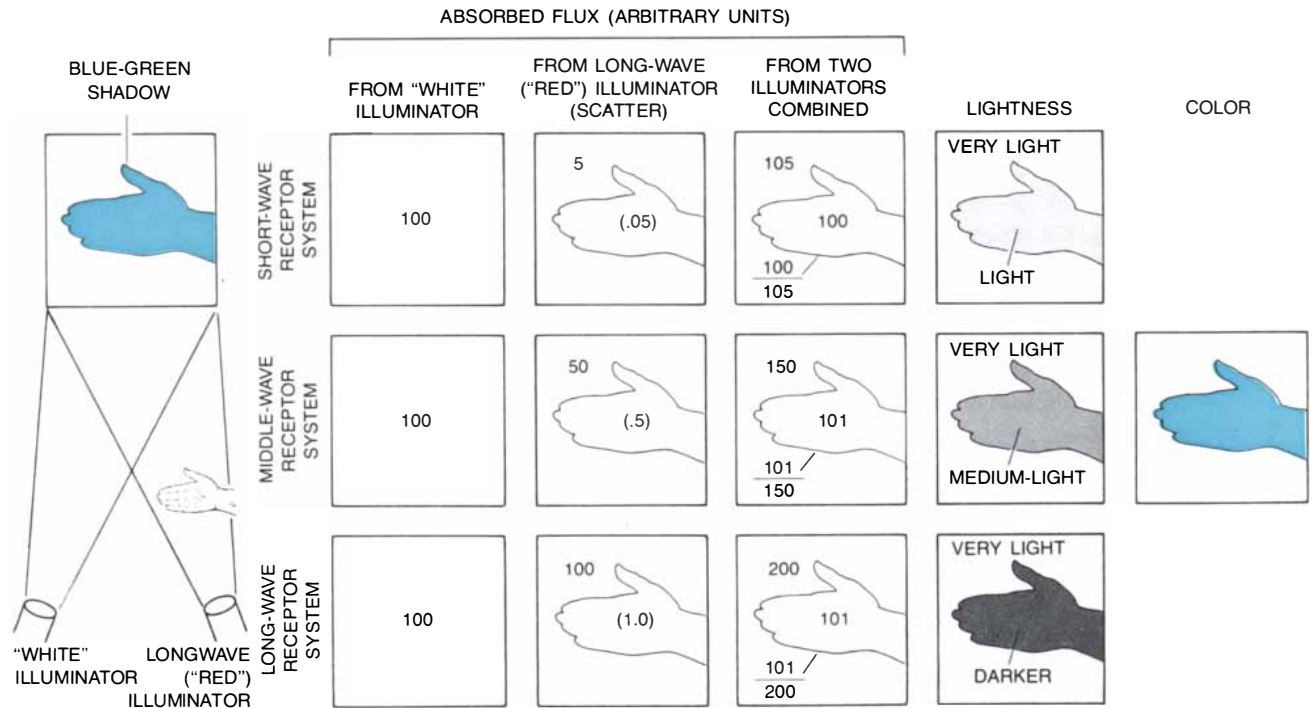 ABSORBED FLUX (ARBITRARY UNITS)
BLUE-GREEN
SHADOW
FROM “WHITE”
ILLUMINATOR
FROM LONG-WAVE
(“RED”) ILLUMINATOR
(SCATTER)
FROM TWO
ILLUMINATORS
COMBINED
LIGHTNESS
COLOR
SHORT-WAVE
RECEPTOR
SYSTEM
100
5
(.05)
105
100
100
105
VERY LIGHT
LIGHT
MIDDLE-WAVE
RECEPTOR
SYSTEM
100
50
(.5)
150
101
101
150
VERY LIGHT
MEDIUM-LIGHT
LONG-WAVE
RECEPTOR
SYSTEM
100
100
(1.0)
200
101
101
200
VERY LIGHT
DARKER
“WHITE”
ILLUMINATOR
LONGWAVE
(“RED”)
ILLUMINATOR